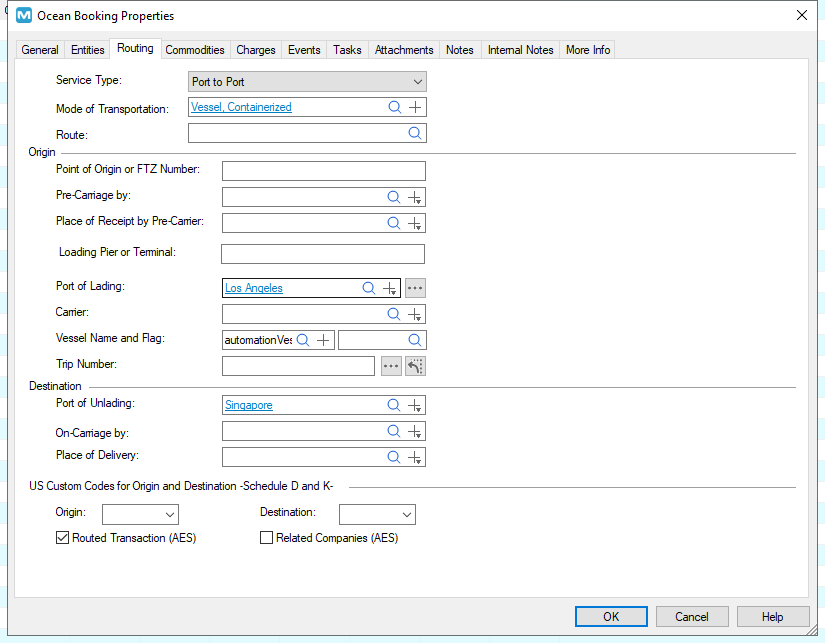 Ocean Booking Properties
General Entities Routing Commodities Charges Events Tasks Attachments Notes Internal Notes More Info
Service Type: Port to Port
Mode of Transportation: Vessel, Containerized
Route:
Origin
Point of Origin or FTZ Number:
Pre-Carriage by:
Place of Receipt by Pre-Carrier:
Loading Pier or Terminal:
Port of Lading: Los Angeles
Carrier:
Vessel Name and Flag: automationVes
Trip Number:
Destination
Port of Unlading: Singapore
On-Carriage by:
Place of Delivery:
US Custom Codes for Origin and Destination -Schedule D and K-
Origin: Destination:
Routed Transaction (AES) Related Companies (AES)
OK Cancel Help